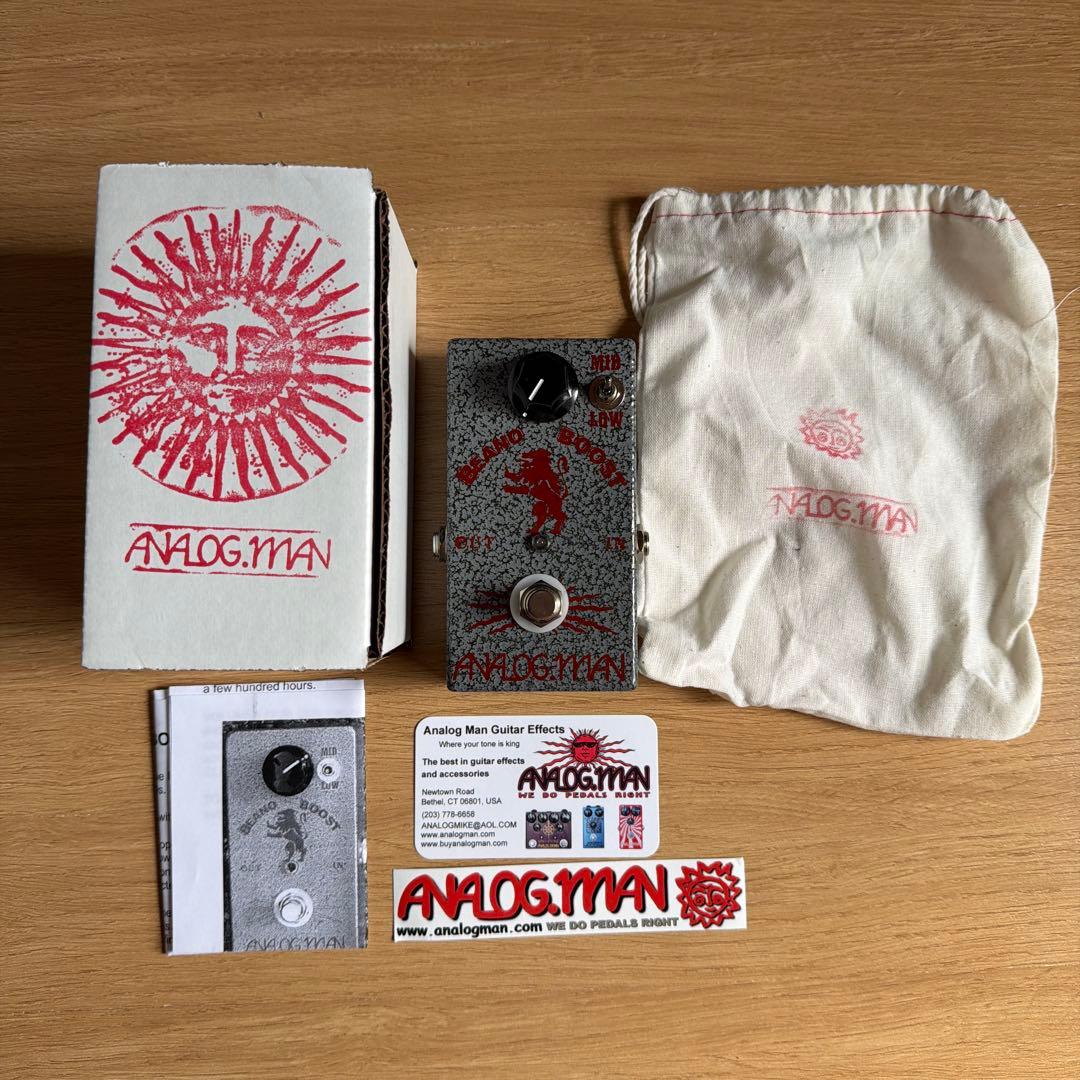 ANALOG.MAN
MID
LOW
BEANO BOOST
OUT IN
ANALOG.MAN
NALOG.MAN
a few hundred hours.
MID
LOW
BEANO BOOST
OUT IN
ANALOG.MAN
Analog Man Guitar Effects
Where your tone is king
The best in guitar effects
and accessories
Newtown Road
Bethel, CT 06801, USA
(203) 778-6658
ANALOGMIKE@AOL.COM
www.analogman.com
www.buyanalogman.com
ANALOG.MAN
WE DO PEDALS RIGHT
ANALOG.MAN
www.analogman.com WE DO PEDALS RIGHT